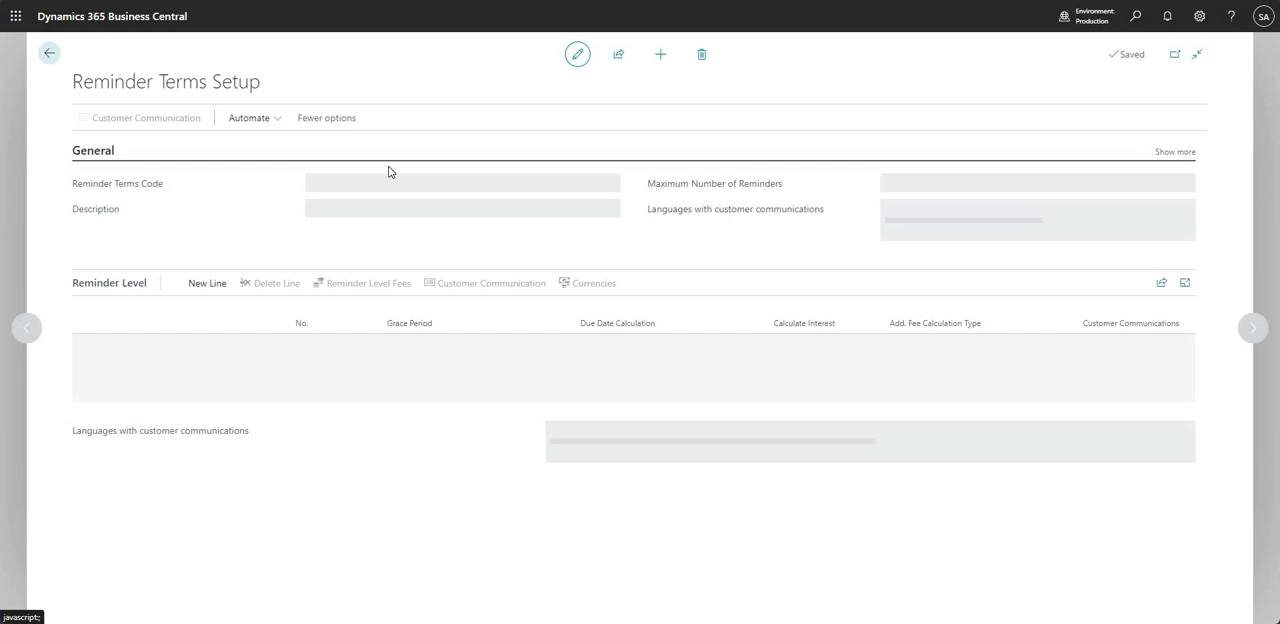 Dynamics 365 Business Central
Environment:
Production
?
SA
Saved
Reminder Terms Setup
Customer Communication
Automate
Fewer options
General
Show more
Reminder Terms Code
Maximum Number of Reminders
Description
Languages with customer communications
Reminder Level
New Line
Delete Line
Reminder Level Fees
Customer Communication
Currencies
No.
Grace Period
Due Date Calculation
Calculate Interest
Add. Fee Calculation Type
Customer Communications
Languages with customer communications
javascript:;